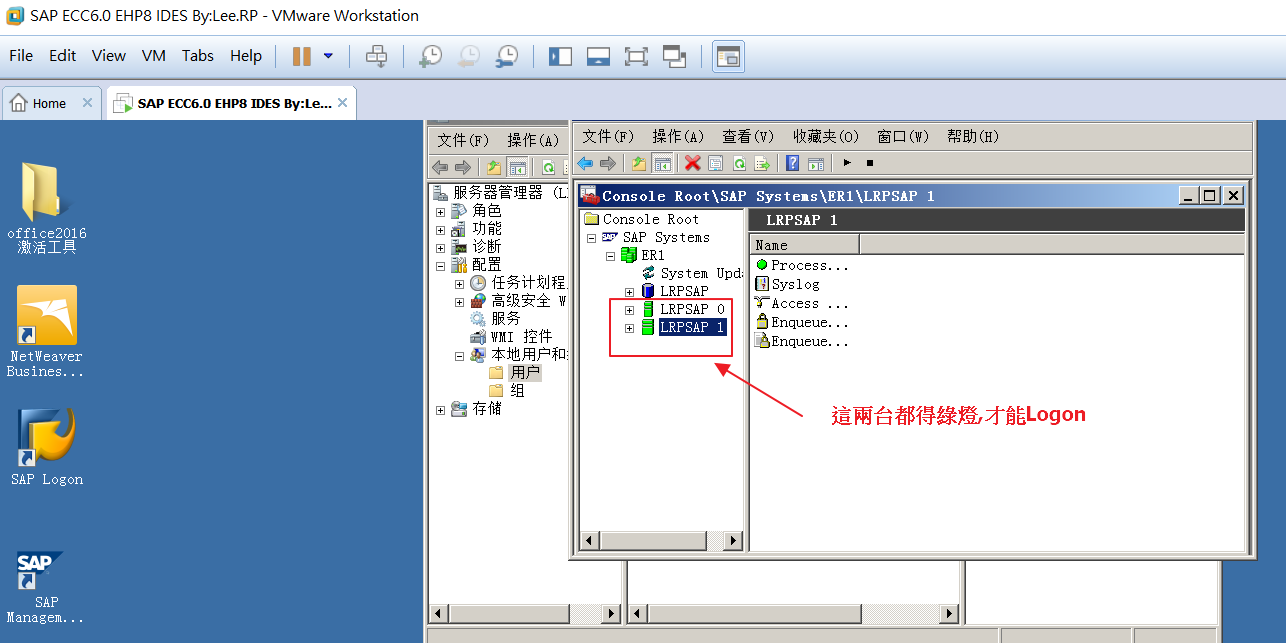 SAP ECC6.0 EHP8 IDES By:Lee.RP - VMware Workstation
File Edit View VM Tabs Help
Home
SAP ECC6.0 EHP8 IDES By:Le...
文件(F) 操作(A)
文件(F) 操作(A) 查看(V) 收藏夹(O) 窗口(W) 帮助(H)
office2016
激活工具
NetWeaver
Busines...
SAP Logon
SAP
SAP
Managem...
服务器管理器 (L
角色
功能
诊断
配置
任务计划程
高级安全 W
服务
WMI 控件
本地用户和
用户
组
存储
Console Root\SAP Systems\ER1\LRPSAP 1
Console Root
SAP Systems
ER1
System Upda
LRPSAP
LRPSAP 0
LRPSAP 1
LRPSAP 1
Name
Process...
Syslog
Access ...
Enqueue...
Enqueue...
這兩台都得綠燈,才能Logon